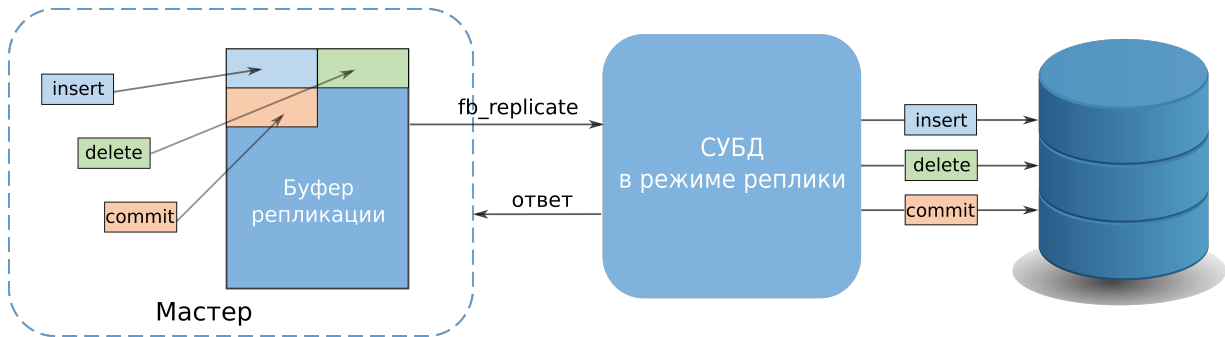 insert
delete
commit
Буфер
репликации
Мастер
fb_replicate
ответ
СУБД
в режиме реплики
insert
delete
commit